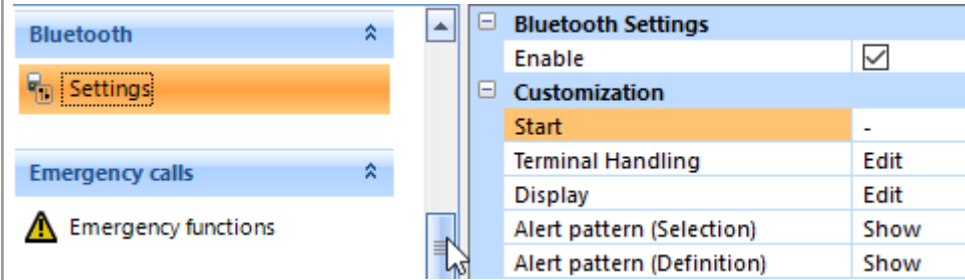 Bluetooth
Settings
Emergency calls
Emergency functions
Bluetooth Settings
Enable
Customization
Start -
Terminal Handling Edit
Display Edit
Alert pattern (Selection) Show
Alert pattern (Definition) Show